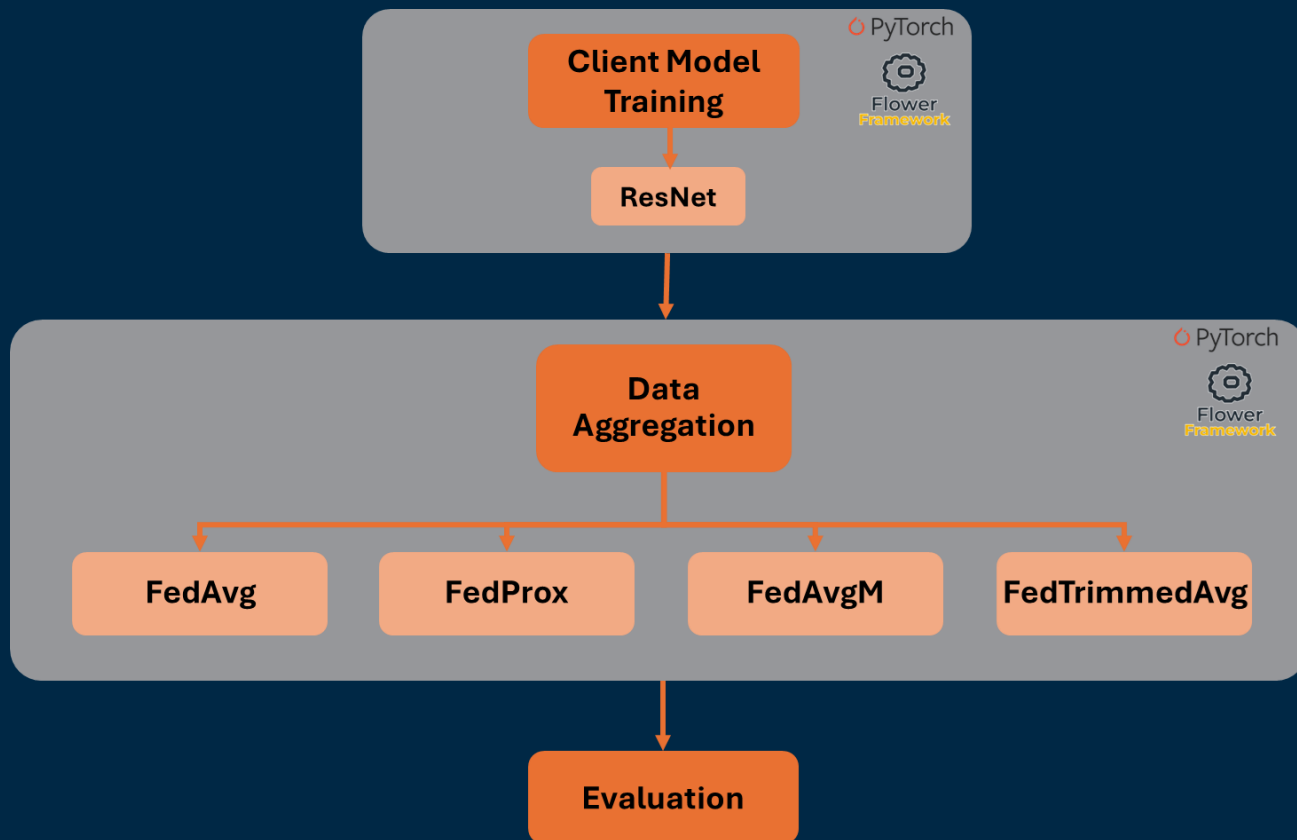 PyTorch
Client Model
Training
Flower
Framework
ResNet
PyTorch
Data
Aggregation
Flower
Framework
FedAvg
FedProx
FedAvgM
FedTrimmedAvg
Evaluation